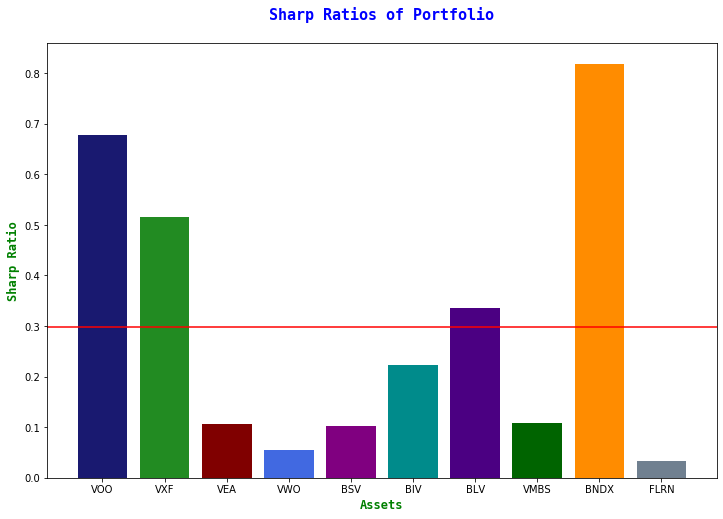 Sharp Ratios of Portfolio
0.8
0.7
0.6
0.5
0.4
0.3
0.2
0.1
0.0
Sharp Ratio
VOO VXF VEA VWO BSV BIV BLV VMBS BNDX FLRN
Assets